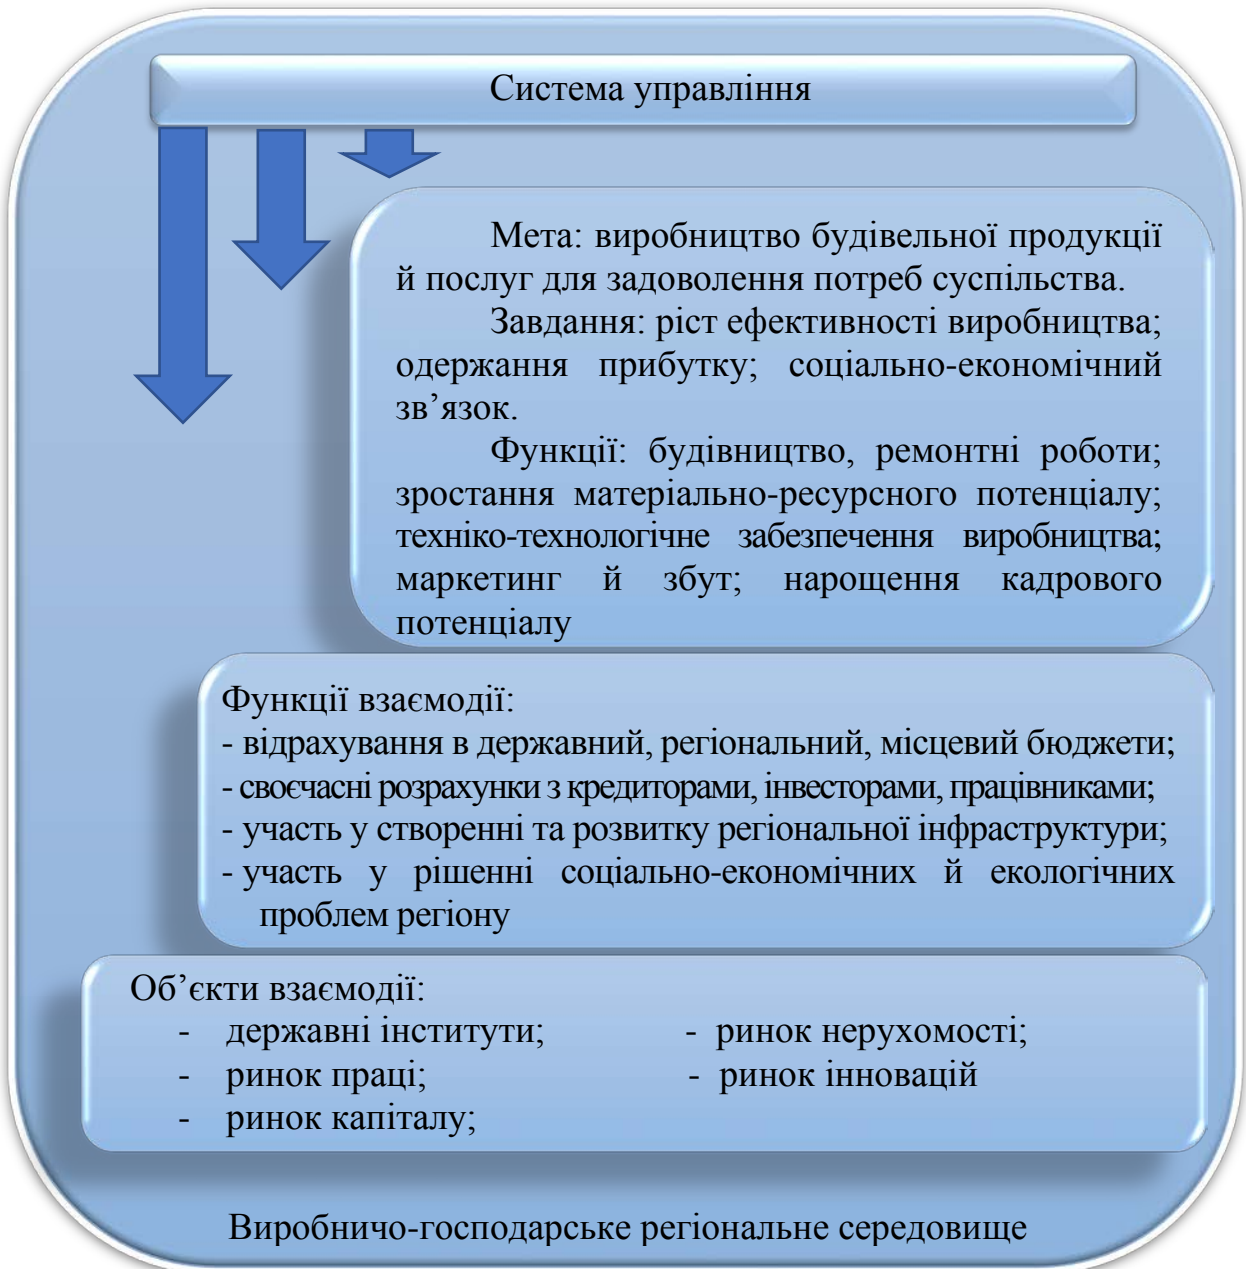 Система управління
Мета: виробництво будівельної продукції
й послуг для задоволення потреб суспільства.
Завдання: ріст ефективності виробництва;
одержання прибутку; соціально-економічний
зв’язок.
Функції: будівництво, ремонтні роботи;
зростання матеріально-ресурсного потенціалу;
техніко-технологічне забезпечення виробництва;
маркетинг й збут; нарощення кадрового
потенціалу
Функції взаємодії:
- відрахування в державний, регіональний, місцевий бюджети;
- своєчасні розрахунки з кредиторами, інвесторами, працівниками;
- участь у створенні та розвитку регіональної інфраструктури;
- участь у рішенні соціально-економічних й екологічних
проблем регіону
Об’єкти взаємодії:
- державні інститути;
- ринок праці;
- ринок капіталу;
- ринок нерухомості;
- ринок інновацій
Виробничо-господарське регіональне середовище